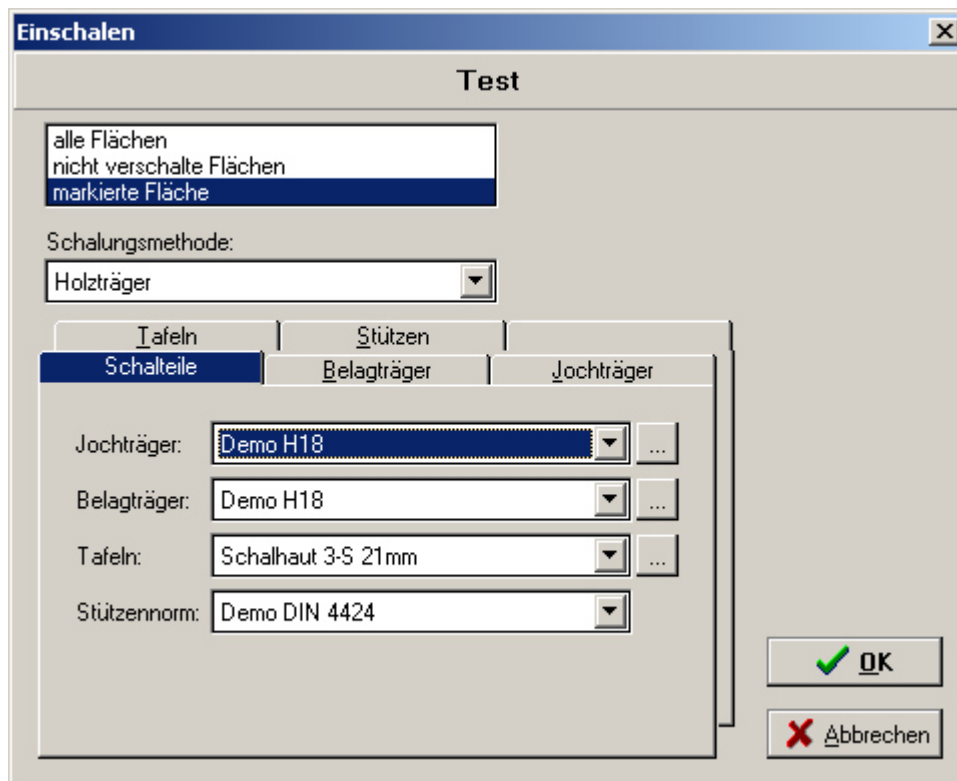 Einschalen
Test
alle Flächen
nicht verschalte Flächen
markierte Fläche
Schalungsmethode:
Holzträger
Tafeln Stützen
Schalteile Belagträger Jochträger
Jochträger: Demo H18 ...
Belagträger: Demo H18 ...
Tafeln: Schalhaut 3-S 21mm ...
Stützennorm: Demo DIN 4424
OK
Abbrechen